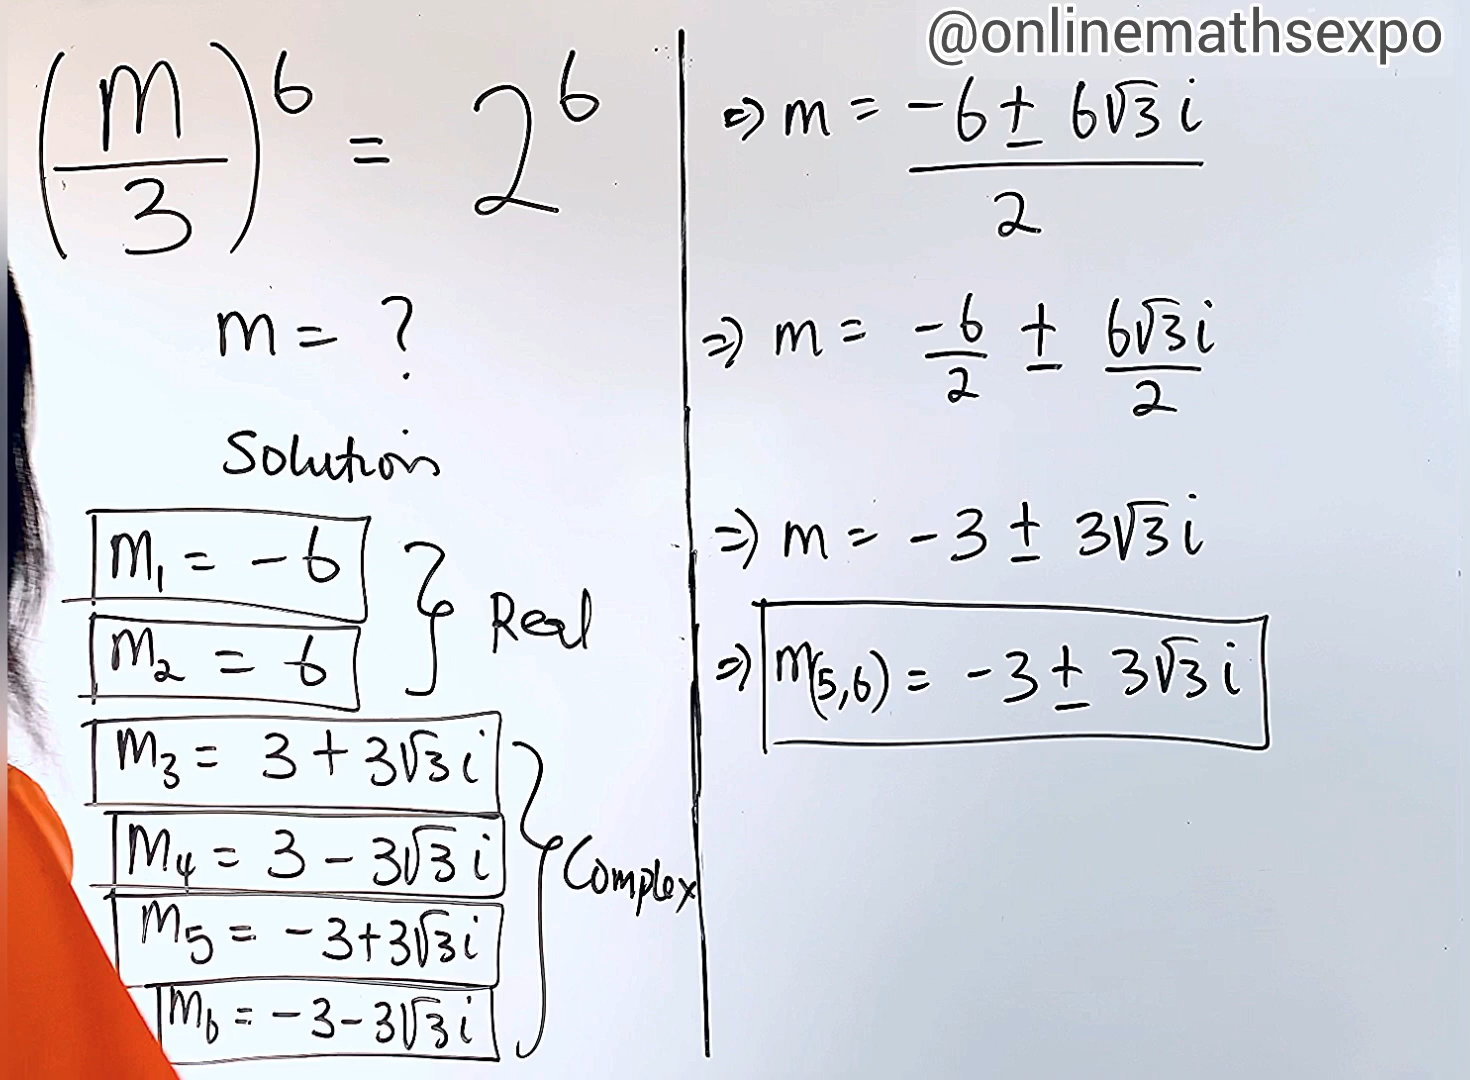 @onlinemathsexpo
(m/3)^6 = 2^6
m = ?
Solution
m₁ = -6
m₂ = 6
} Real
m₃ = 3 + 3√3 i
m₄ = 3 - 3√3 i
m₅ = -3+3√3 i
m₆ = -3-3√3 i
} Complex
⇒ m = (-6 ± 6√3 i)/2
⇒ m = -6/2 ± 6√3 i/2
⇒ m = -3 ± 3√3 i
⇒ m(5,6) = -3 ± 3√3 i